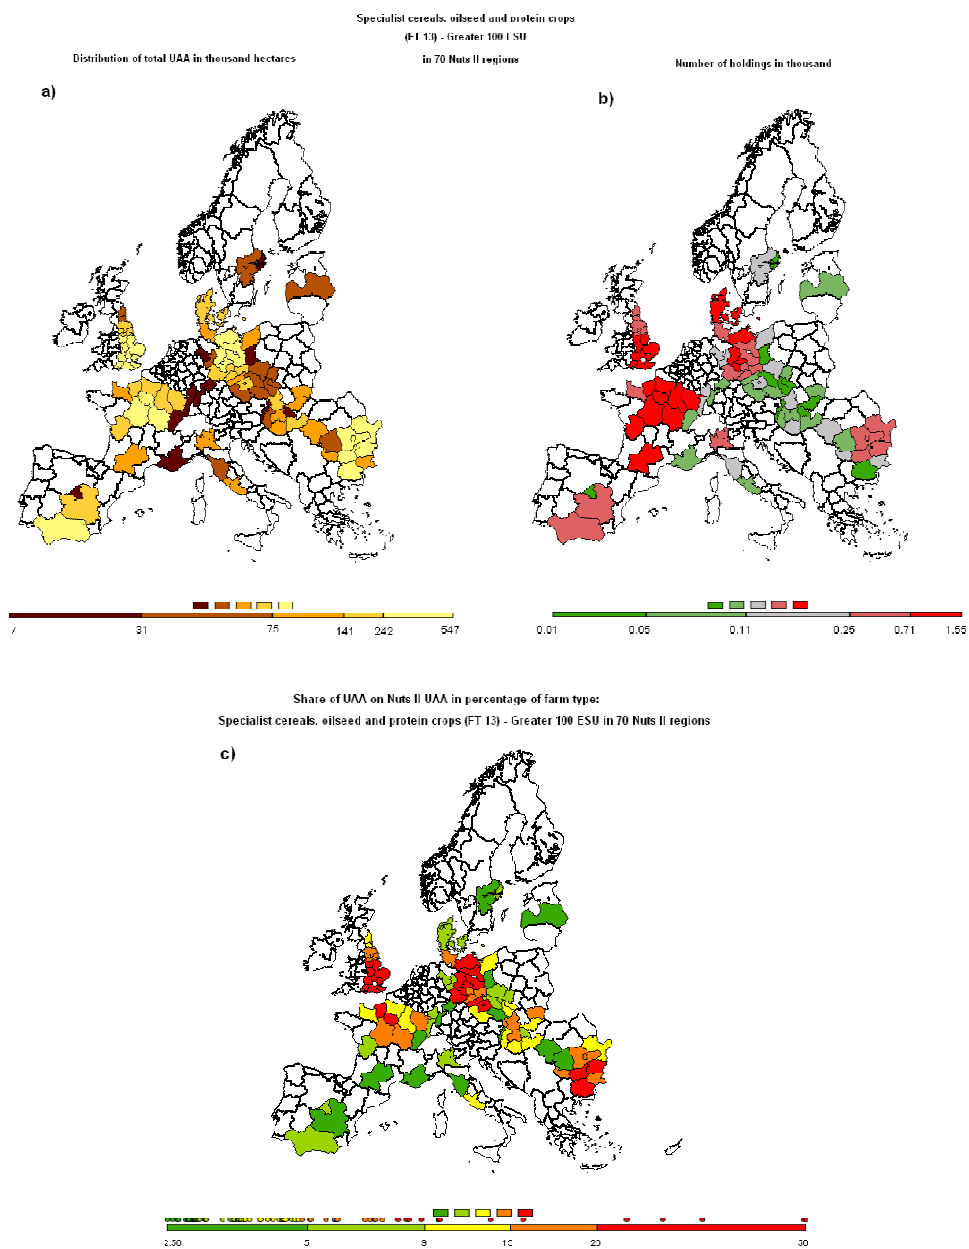 Specialist cereals, oilseed and protein crops
(FT 13) - Greater 100 ESU
Distribution of total UAA in thousand hectares
in 70 Nuts II regions
Number of holdings in thousand
a)
b)
7 31 75 141 242 547
0.01 0.05 0.11 0.25 0.71 1.55
Share of UAA on Nuts II UAA in percentage of farm type:
Specialist cereals, oilseed and protein crops (FT 13) - Greater 100 ESU in 70 Nuts II regions
c)
5 9 23